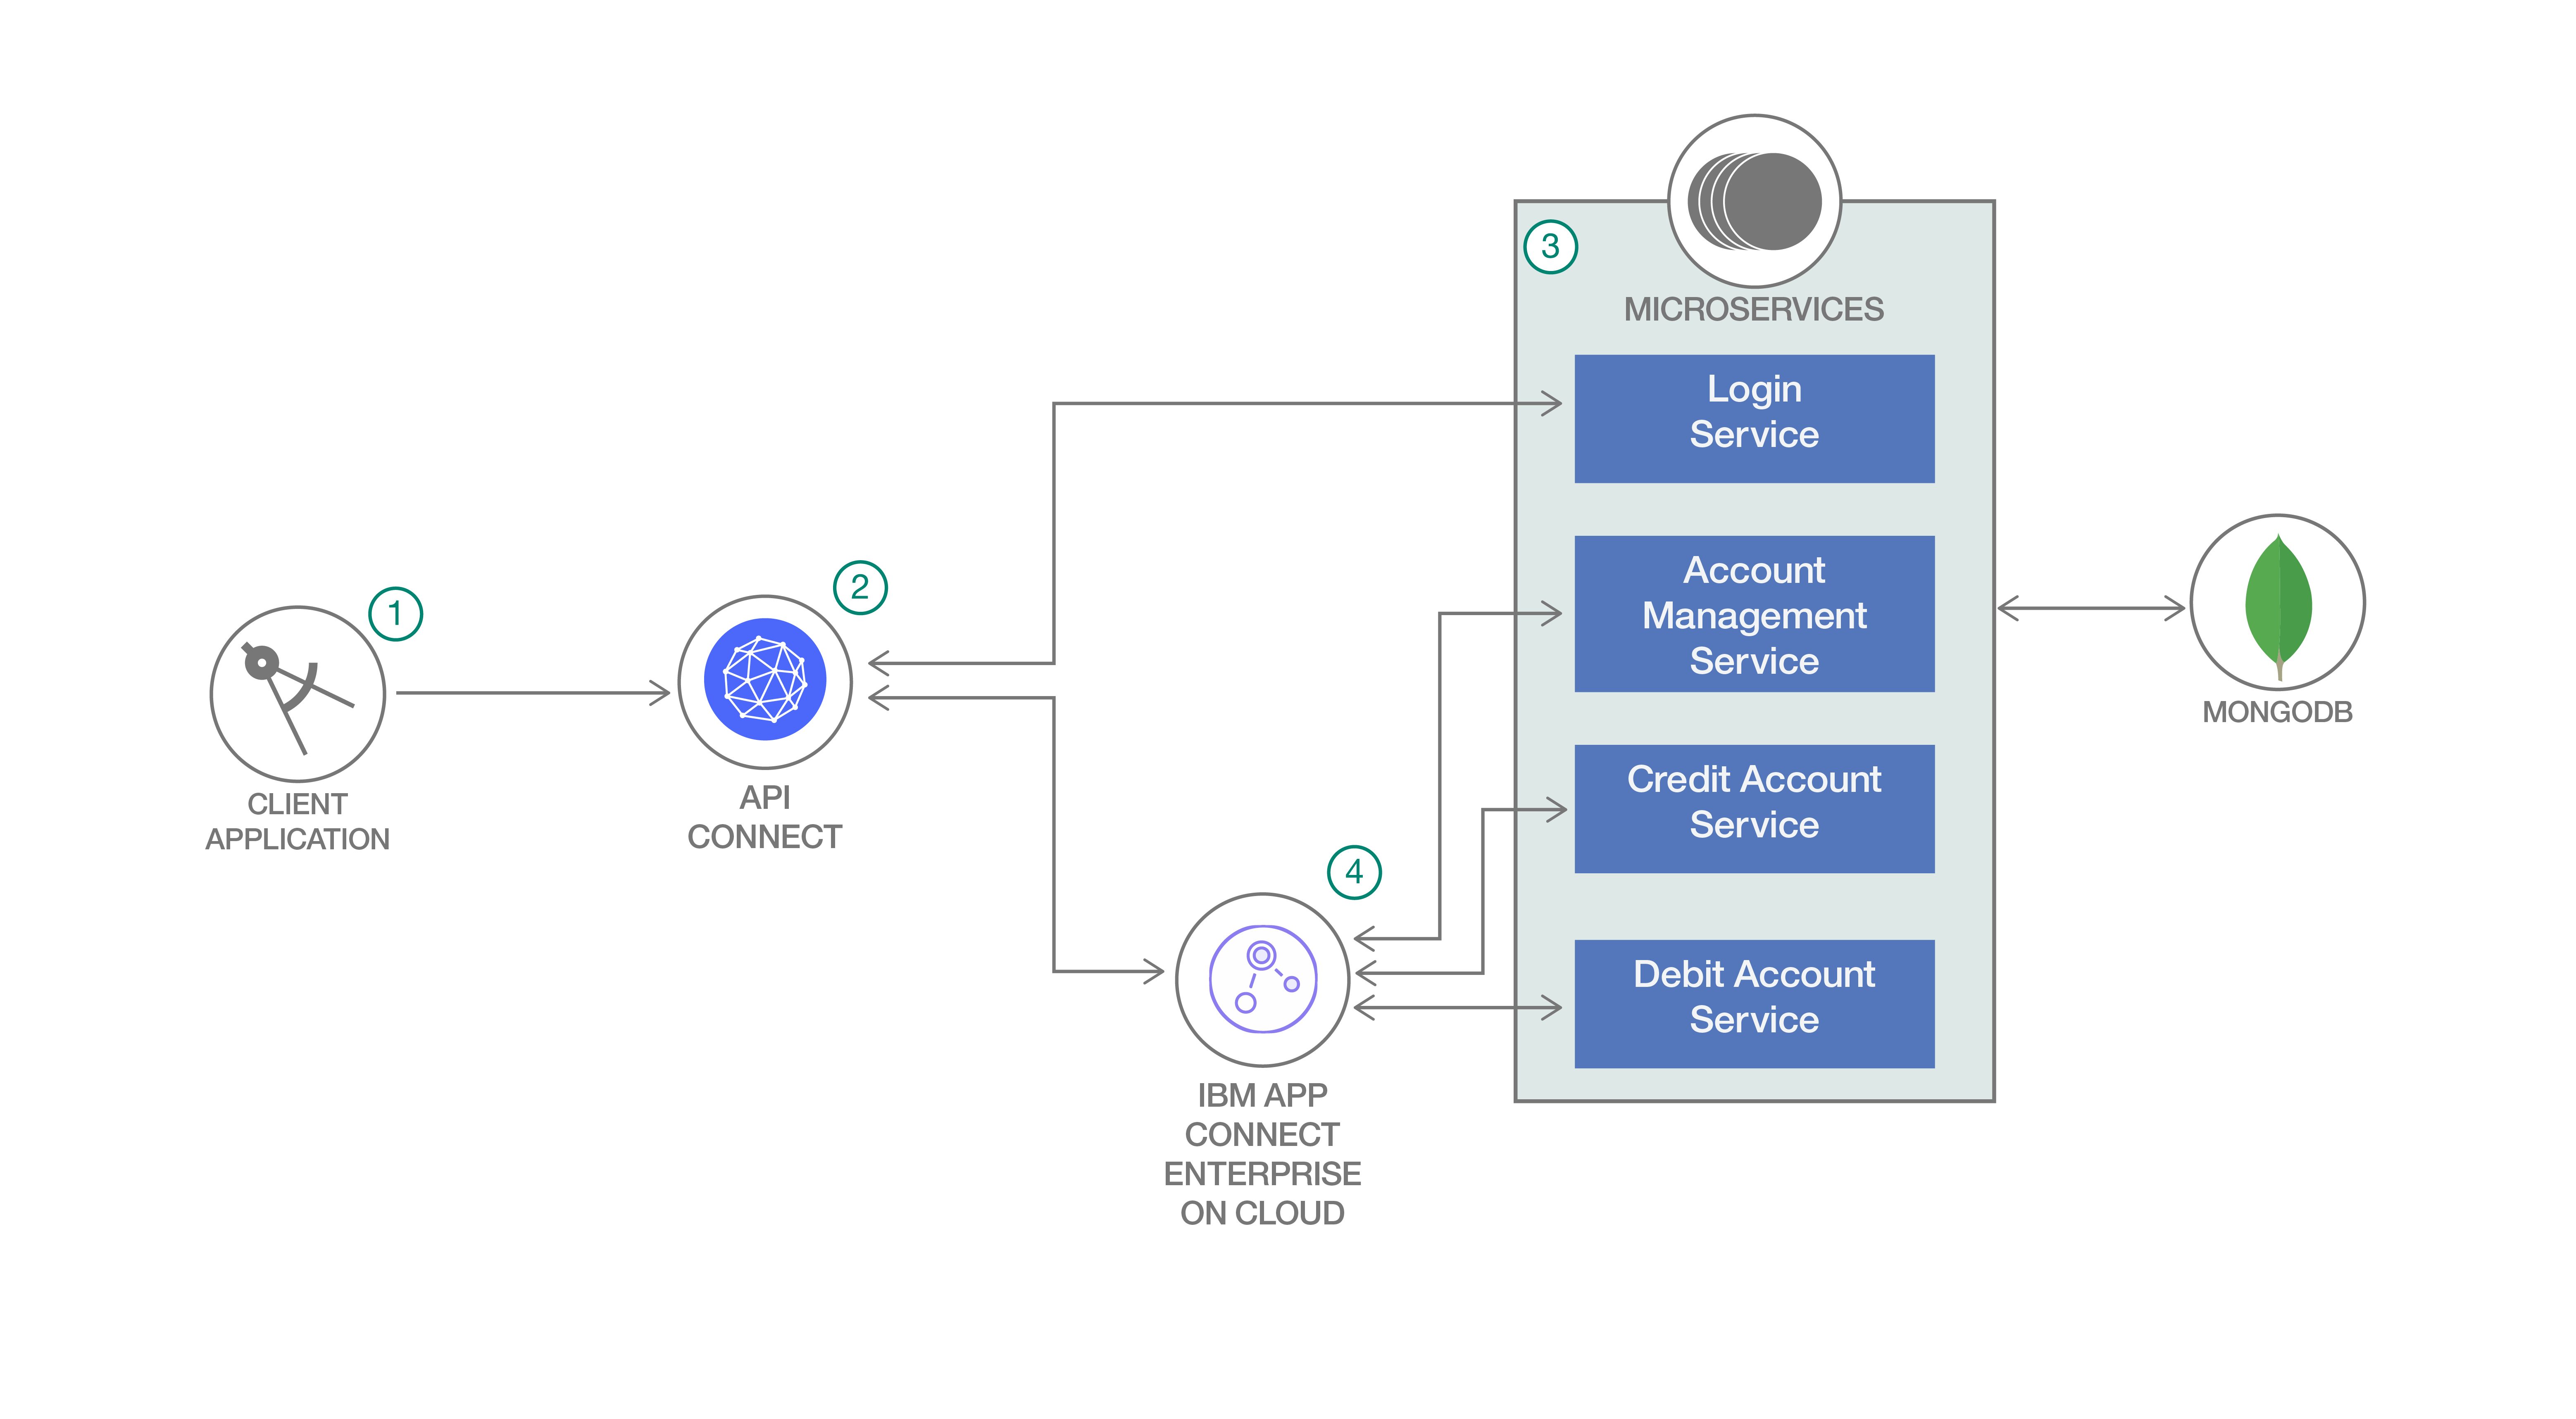 1
CLIENT
APPLICATION
2
API
CONNECT
3
MICROSERVICES
Login
Service
Account
Management
Service
Credit Account
Service
Debit Account
Service
4
IBM APP
CONNECT
ENTERPRISE
ON CLOUD
MONGODB